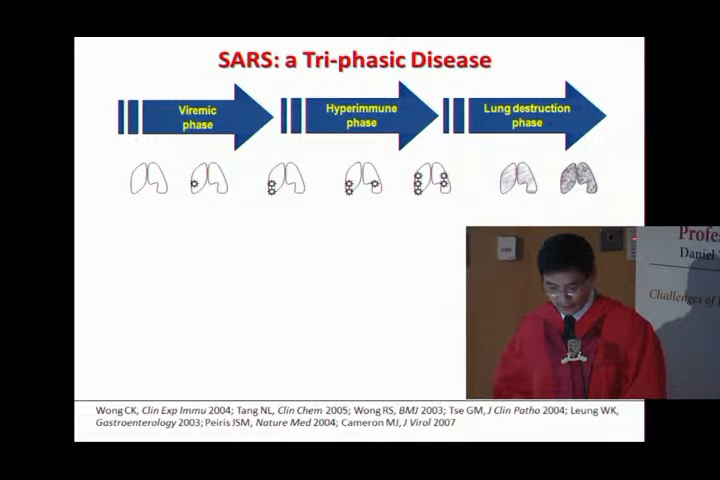 SARS: a Tri-phasic Disease
Viremic
phase
Hyperimmune
phase
Lung destruction
phase
Profe
Daniel
Challenges of
Wong CK, Clin Exp Immu 2004; Tang NL, Clin Chem 2005; Wong RS, BMJ 2003; Tse GM, J Clin Patho 2004; Leung WK,
Gastroenterology 2003; Peiris JSM, Nature Med 2004; Cameron MJ, J Virol 2007